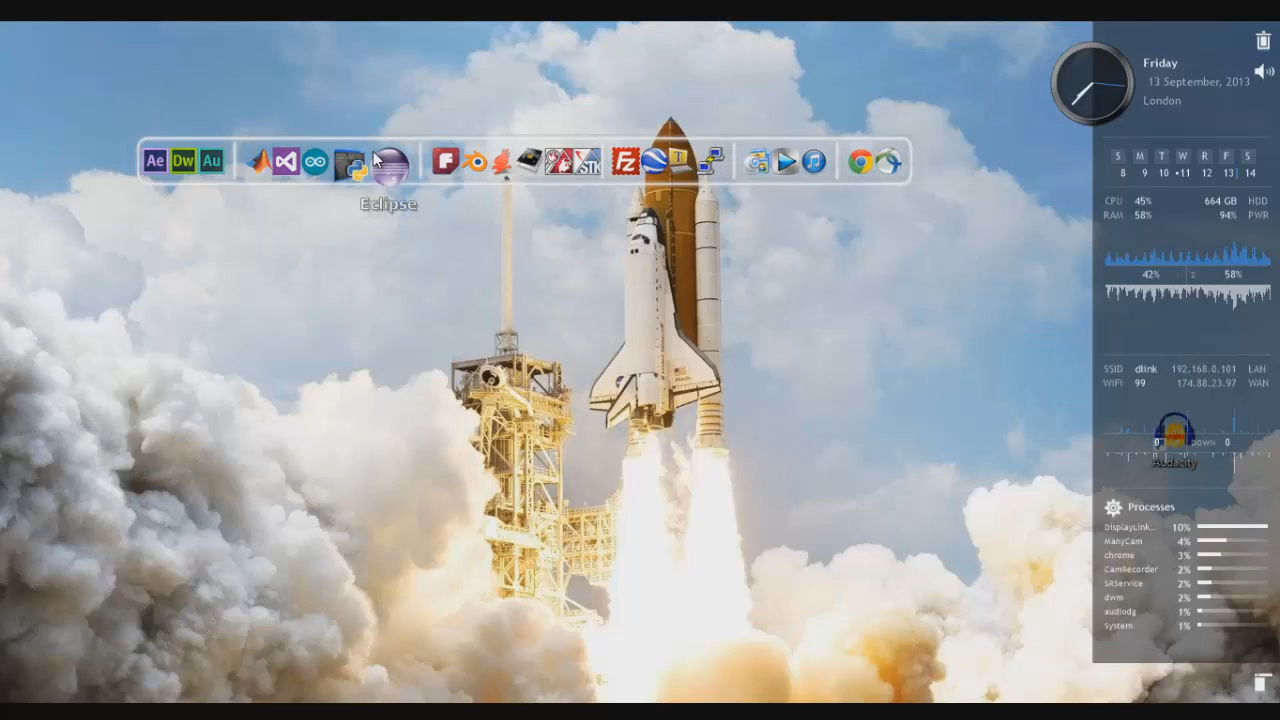 Ae Dw Au
F
STK
FZ
T
Eclipse
Friday
13 September, 2013
London
S M T W R F S
8 9 10 •11 12 13 14
CPU 45% 664 GB HDD
RAM 58% 94% PWR
42% 58%
SSID dlink 192.168.0.101 LAN
WIFI 99 174.88.23.97 WAN
0 DOWN 0
Audacity
Processes
DisplayLink... 10%
ManyCam 4%
chrome 3%
CamRecorder 2%
SRService 2%
dwm 2%
audiodg 1%
System 1%